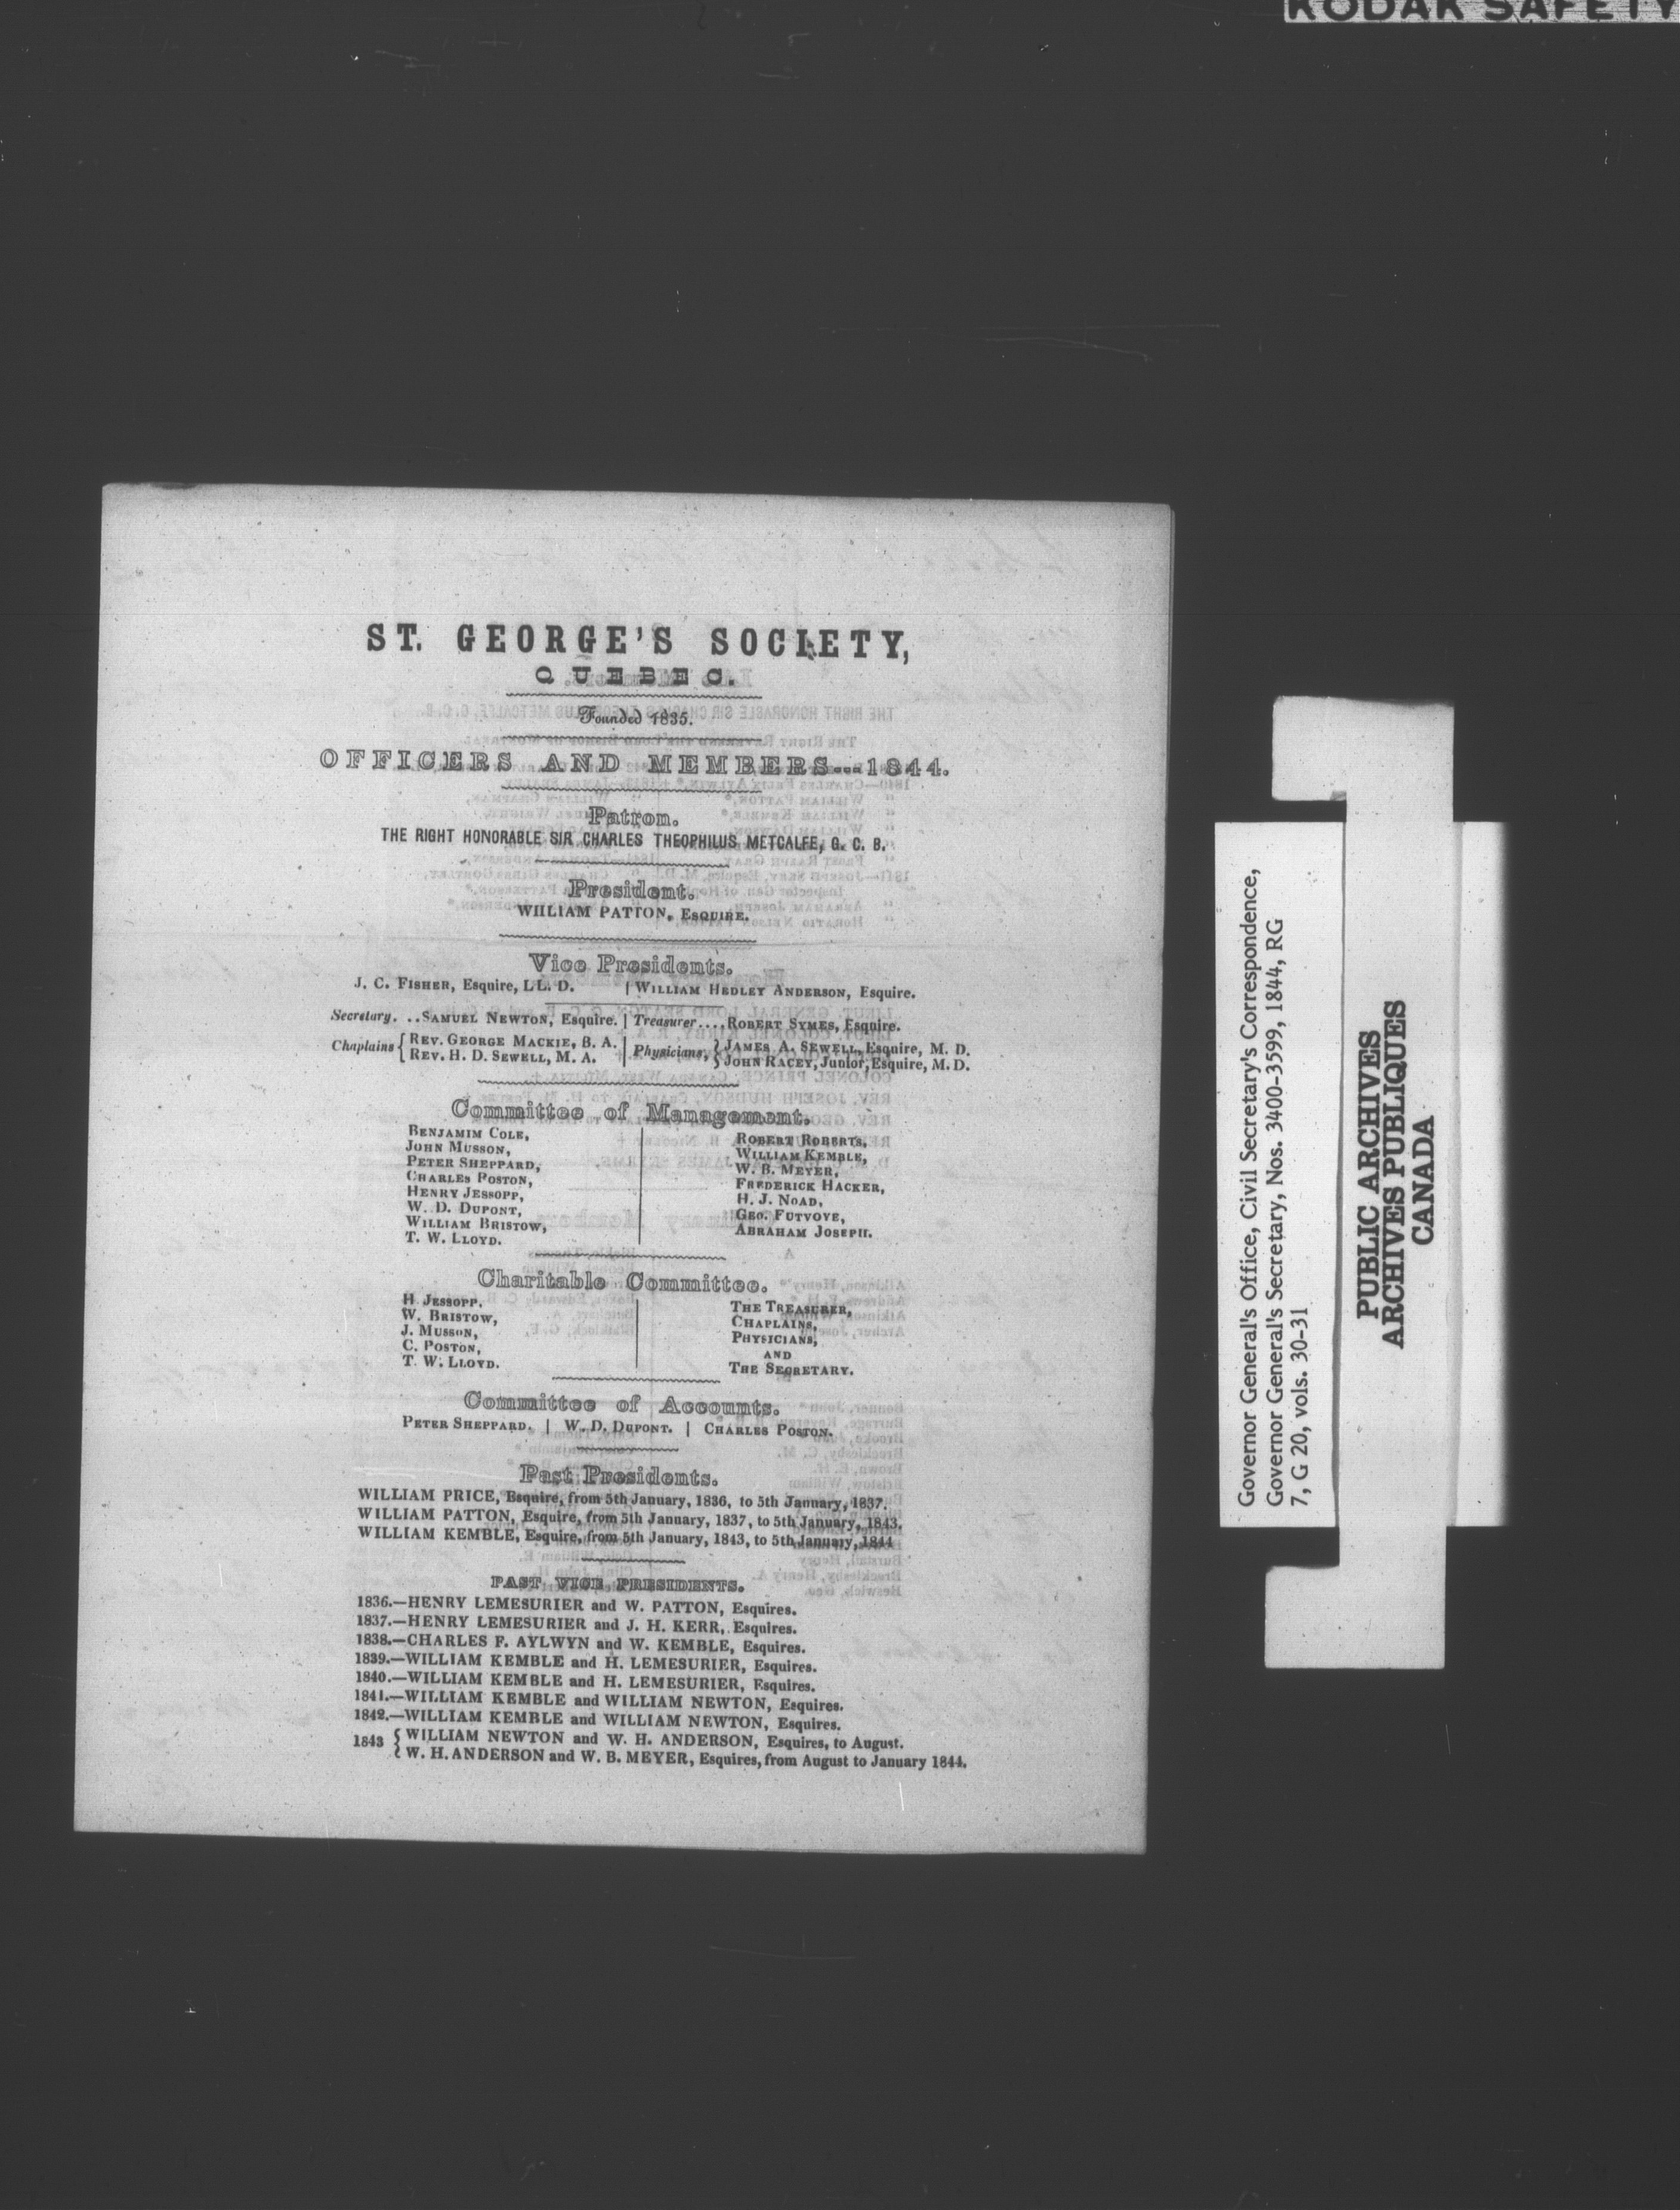 KODAK SAFETY
ST. GEORGE'S SOCIETY,
QUEBEC.
Founded 1835.
OFFICERS AND MEMBERS---1844.
Patron.
THE RIGHT HONORABLE SIR CHARLES THEOPHILUS METCALFE, G. C. B.
President.
WILLIAM PATTON, ESQUIRE.
Vice Presidents.
J. C. FISHER, Esquire, LL. D. | WILLIAM HEDLEY ANDERSON, Esquire.
Secretary. ..SAMUEL NEWTON, Esquire. | Treasurer....ROBERT SYMES, Esquire.
Chaplains { REV. GEORGE MACKIE, B. A. | Physicians, { JAMES A. SEWELL, Esquire, M. D.
REV. H. D. SEWELL, M. A. | JOHN RACEY, Junior, Esquire, M. D.
Committee of Management.
BENJAMIM COLE,
JOHN MUSSON,
PETER SHEPPARD,
CHARLES POSTON,
HENRY JESSOPP,
W. D. DUPONT,
WILLIAM BRISTOW,
T. W. LLOYD.
ROBERT ROBERTS,
WILLIAM KEMBLE,
W. B. MEYER,
FREDERICK HACKER,
H. J. NOAD,
GEO. FUTVOYE,
ABRAHAM JOSEPH.
Charitable Committee.
H. JESSOPP,
W. BRISTOW,
J. MUSSON,
C. POSTON,
T. W. LLOYD.
THE TREASURER,
CHAPLAINS,
PHYSICIANS,
AND
THE SECRETARY.
Committee of Accounts.
PETER SHEPPARD. | W. D. DUPONT. | CHARLES POSTON.
Past Presidents.
WILLIAM PRICE, Esquire, from 5th January, 1836, to 5th January, 1837.
WILLIAM PATTON, Esquire, from 5th January, 1837, to 5th January, 1843.
WILLIAM KEMBLE, Esquire, from 5th January, 1843, to 5th January, 1844
PAST VICE PRESIDENTS.
1836.—HENRY LEMESURIER and W. PATTON, Esquires.
1837.—HENRY LEMESURIER and J. H. KERR, Esquires.
1838.—CHARLES F. AYLWYN and W. KEMBLE, Esquires.
1839.—WILLIAM KEMBLE and H. LEMESURIER, Esquires.
1840.—WILLIAM KEMBLE and H. LEMESURIER, Esquires.
1841.—WILLIAM KEMBLE and WILLIAM NEWTON, Esquires.
1842.—WILLIAM KEMBLE and WILLIAM NEWTON, Esquires.
1843 { WILLIAM NEWTON and W. H. ANDERSON, Esquires, to August.
W. H. ANDERSON and W. B. MEYER, Esquires, from August to January 1844.
Governor General's Office, Civil Secretary's Correspondence,
Governor General's Secretary, Nos. 3400-3599, 1844, RG
7, G 20, vols. 30-31
PUBLIC ARCHIVES
ARCHIVES PUBLIQUES
CANADA